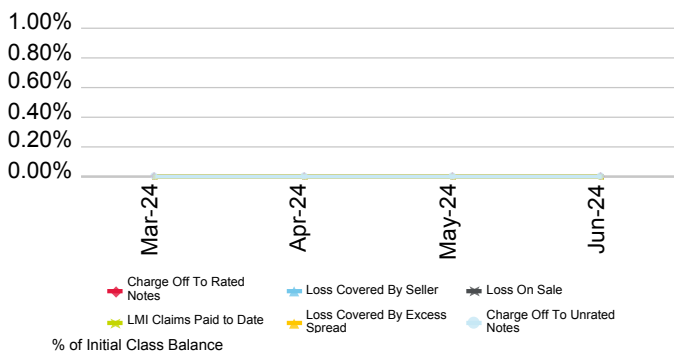 1.00%
0.80%
0.60%
0.40%
0.20%
0.00%
Mar-24
Apr-24
May-24
Jun-24
Charge Off To Rated
Notes
Loss Covered By Seller
Loss On Sale
LMI Claims Paid to Date
Loss Covered By Excess
Spread
Charge Off To Unrated
Notes
% of Initial Class Balance